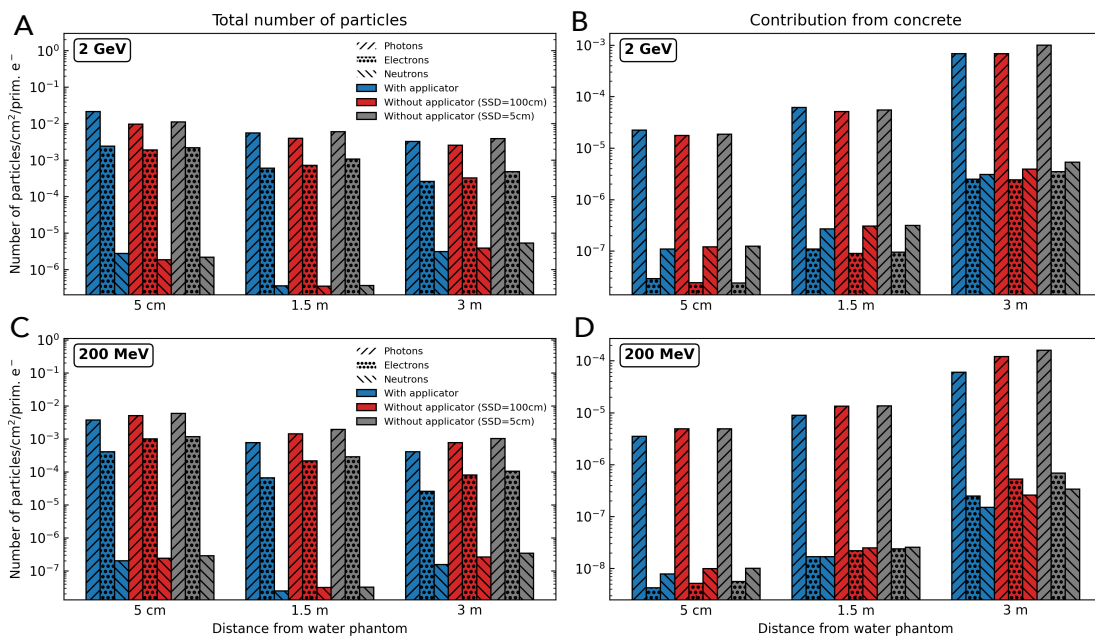 A
Total number of particles
2 GeV
Photons
Electrons
Neutrons
With applicator
Without applicator (SSD=100cm)
Without applicator (SSD=5cm)
Number of particles/cm²/prim. e⁻
10⁰
10⁻¹
10⁻²
10⁻³
10⁻⁴
10⁻⁵
10⁻⁶
5 cm
1.5 m
3 m
B
Contribution from concrete
2 GeV
10⁻³
10⁻⁴
10⁻⁵
10⁻⁶
10⁻⁷
5 cm
1.5 m
3 m
C
200 MeV
Photons
Electrons
Neutrons
With applicator
Without applicator (SSD=100cm)
Without applicator (SSD=5cm)
Number of particles/cm²/prim. e⁻
10⁰
10⁻¹
10⁻²
10⁻³
10⁻⁴
10⁻⁵
10⁻⁶
10⁻⁷
5 cm
1.5 m
3 m
Distance from water phantom
D
200 MeV
10⁻⁴
10⁻⁵
10⁻⁶
10⁻⁷
10⁻⁸
5 cm
1.5 m
3 m
Distance from water phantom